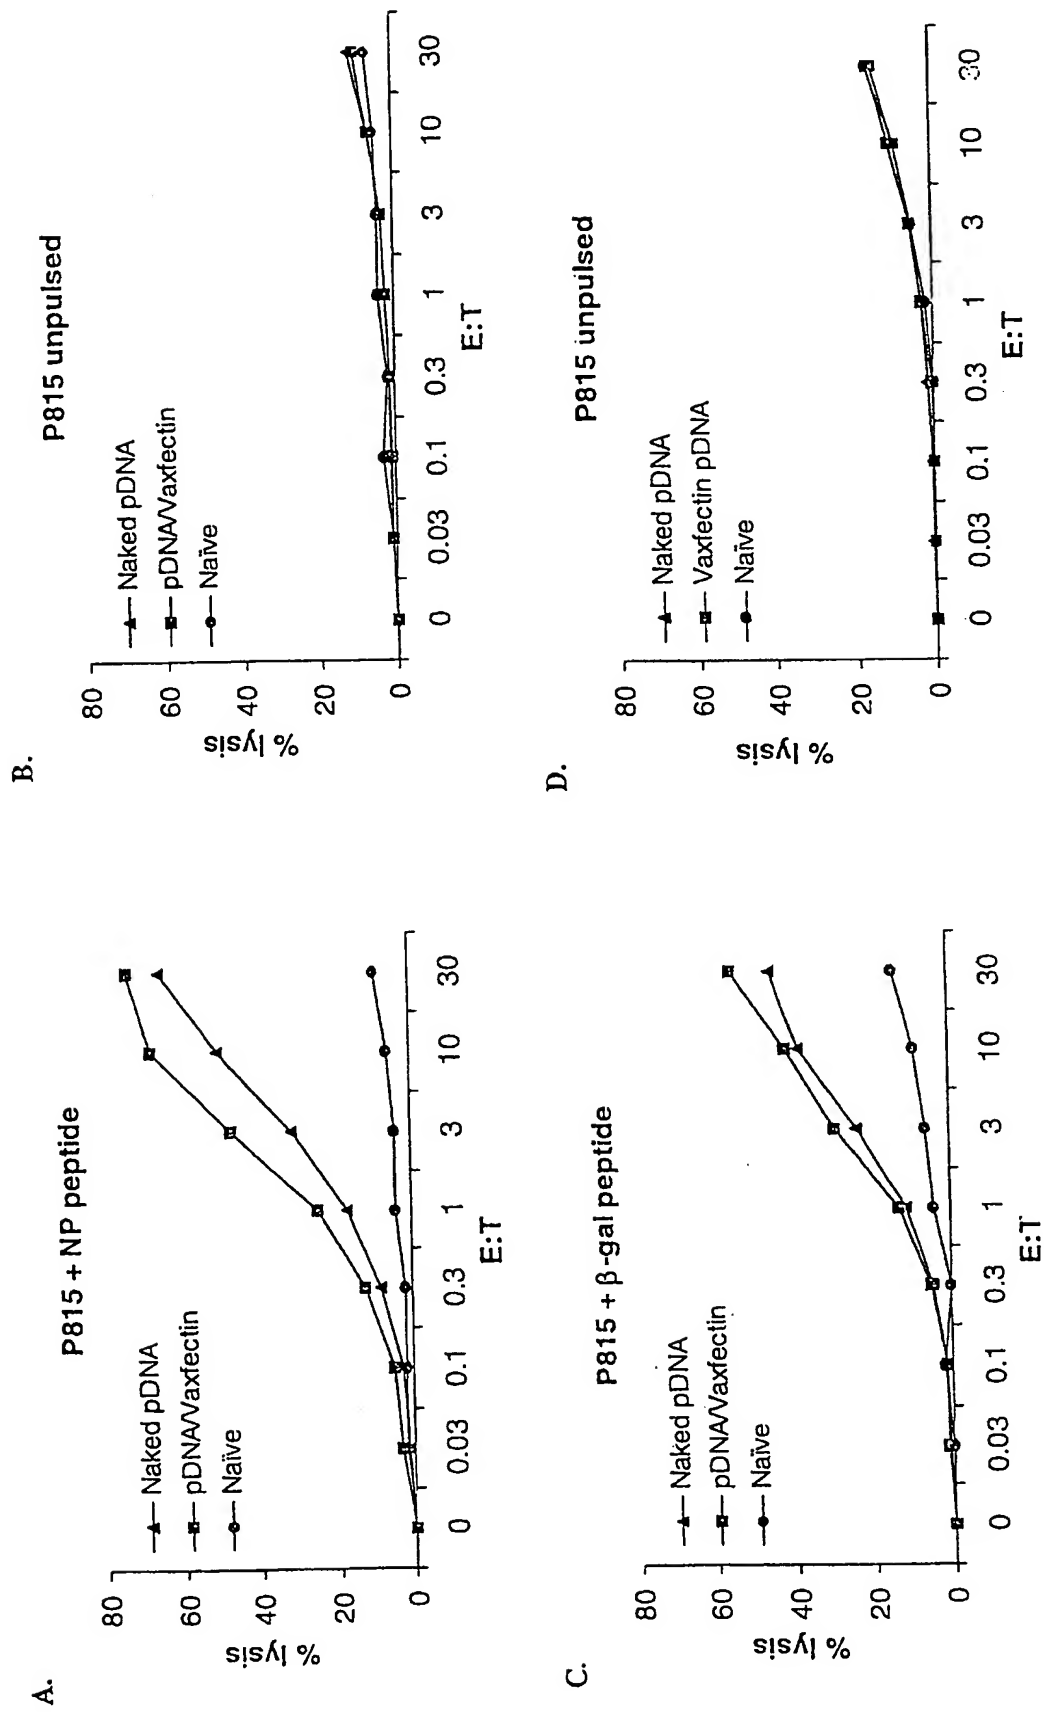 A.
P815 + NP peptide
Naked pDNA
pDNA/Vaxfectin
Naïve
% lysis
80
60
40
20
0
0 0.03 0.1 0.3 1 3 10 30
E:T
B.
P815 unpulsed
Naked pDNA
pDNA/Vaxfectin
Naïve
% lysis
80
60
40
20
0
0 0.03 0.1 0.3 1 3 10 30
E:T
C.
P815 + β-gal peptide
Naked pDNA
pDNA/Vaxfectin
Naïve
% lysis
80
60
40
20
0
0 0.03 0.1 0.3 1 3 10 30
E:T
D.
P815 unpulsed
Naked pDNA
Vaxfectin pDNA
Naïve
% lysis
80
60
40
20
0
0 0.03 0.1 0.3 1 3 10 30
E:T